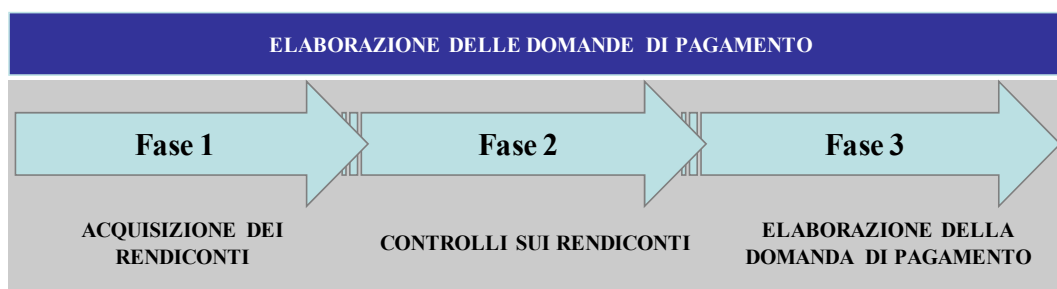 ELABORAZIONE DELLE DOMANDE DI PAGAMENTO
Fase 1
Fase 2
Fase 3
ACQUISIZIONE DEI
RENDICONTI
CONTROLLI SUI RENDICONTI
ELABORAZIONE DELLA
DOMANDA DI PAGAMENTO